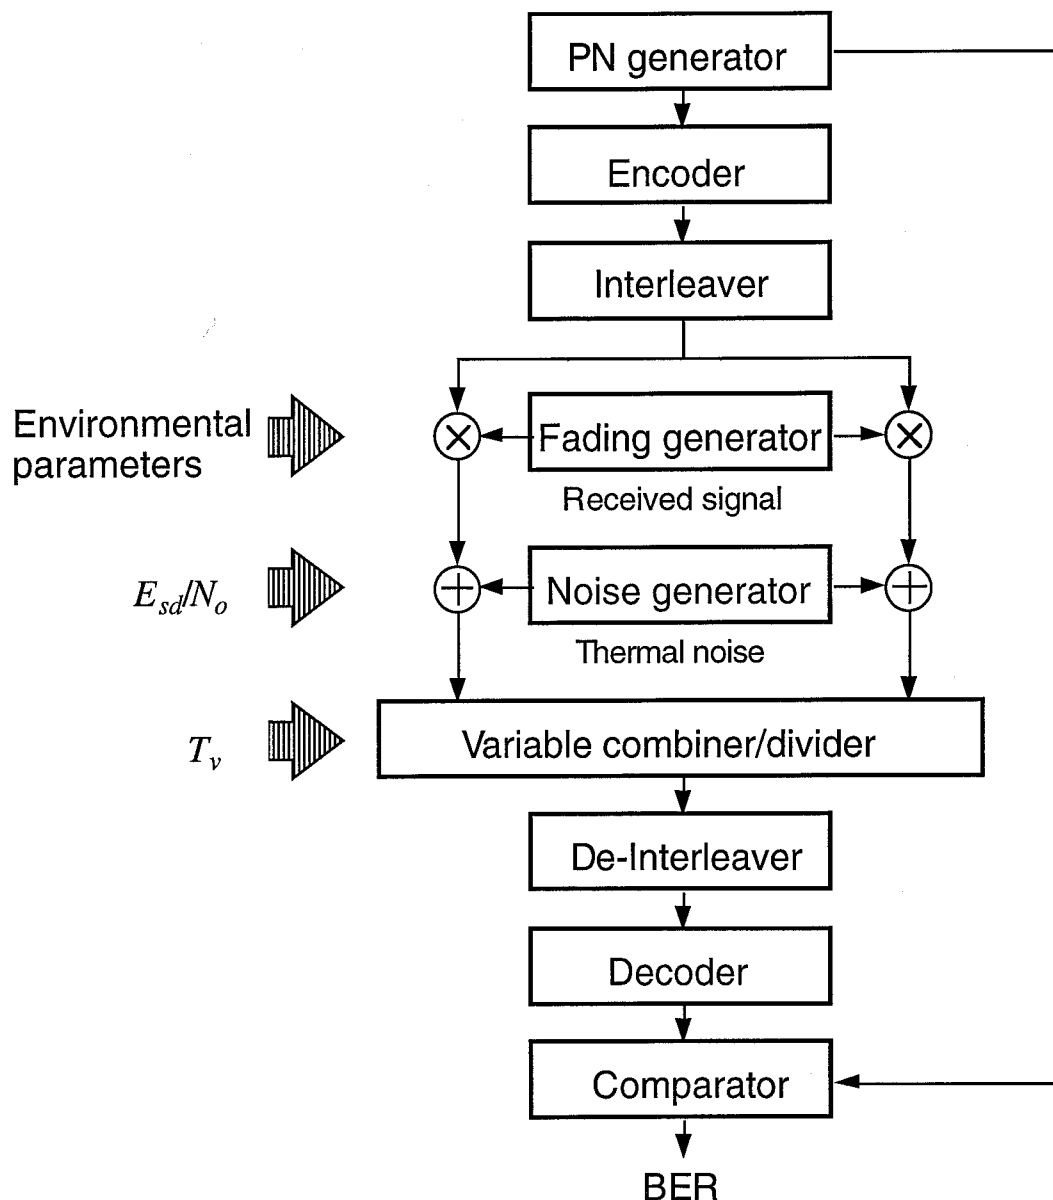 PN generator
Encoder
Interleaver
Environmental
parameters
Fading generator
Received signal
E_sd/N_o
Noise generator
Thermal noise
T_v
Variable combiner/divider
De-Interleaver
Decoder
Comparator
BER